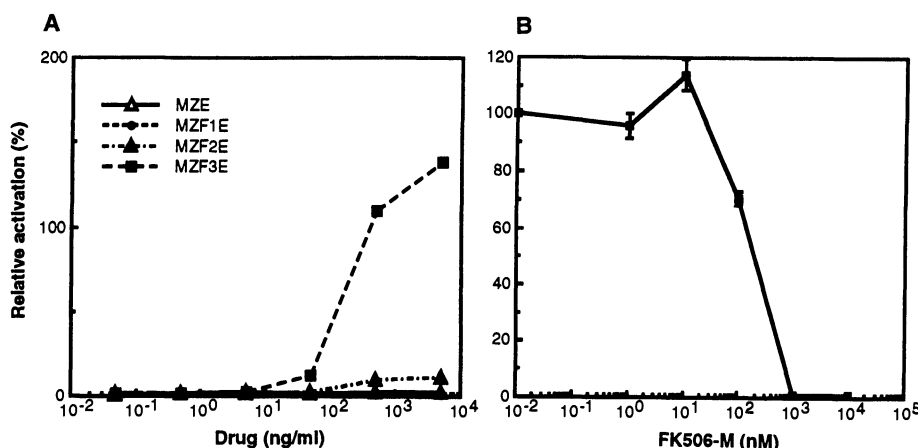 A
Relative activation (%)
200
100
0
MZE
MZF1E
MZF2E
MZF3E
10-2 10-1 100 101 102 103 104
Drug (ng/ml)
B
120
100
80
60
40
20
0
10-2 10-1 100 101 102 103 104 105
FK506-M (nM)